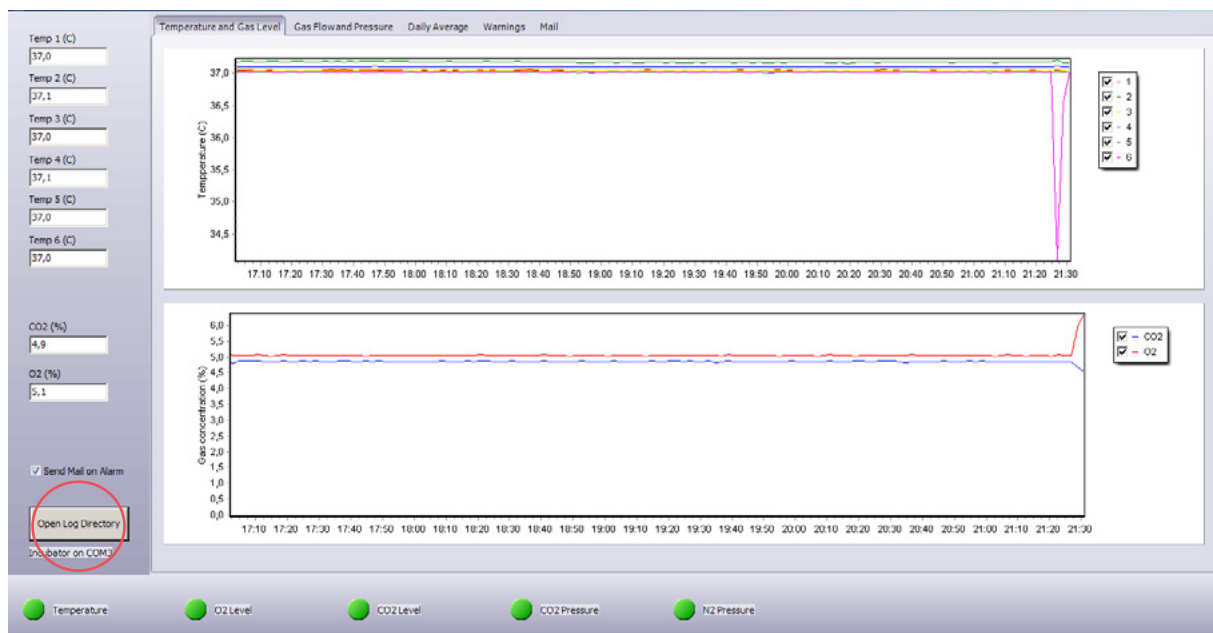 Temperature and Gas Level Gas Flowand Pressure Daily Average Warnings Mail
Temp 1 (C)
37,0
Temp 2 (C)
37,1
Temp 3 (C)
37,0
Temp 4 (C)
37,1
Temp 5 (C)
37,0
Temp 6 (C)
37,0
CO2 (%)
4,9
O2 (%)
5,1
Send Mail on Alarm
Open Log Directory
Incubator on COM3
Tempperature (C)
37,0
36,5
36,0
35,5
35,0
34,5
17:10 17:20 17:30 17:40 17:50 18:00 18:10 18:20 18:30 18:40 18:50 19:00 19:10 19:20 19:30 19:40 19:50 20:00 20:10 20:20 20:30 20:40 20:50 21:00 21:10 21:20 21:30
1
2
3
4
5
6
Gas concentration (%)
6,0
5,5
5,0
4,5
4,0
3,5
3,0
2,5
2,0
1,5
1,0
0,5
0,0
17:10 17:20 17:30 17:40 17:50 18:00 18:10 18:20 18:30 18:40 18:50 19:00 19:10 19:20 19:30 19:40 19:50 20:00 20:10 20:20 20:30 20:40 20:50 21:00 21:10 21:20 21:30
CO2
O2
Temperature O2 Level CO2 Level CO2 Pressure N2 Pressure